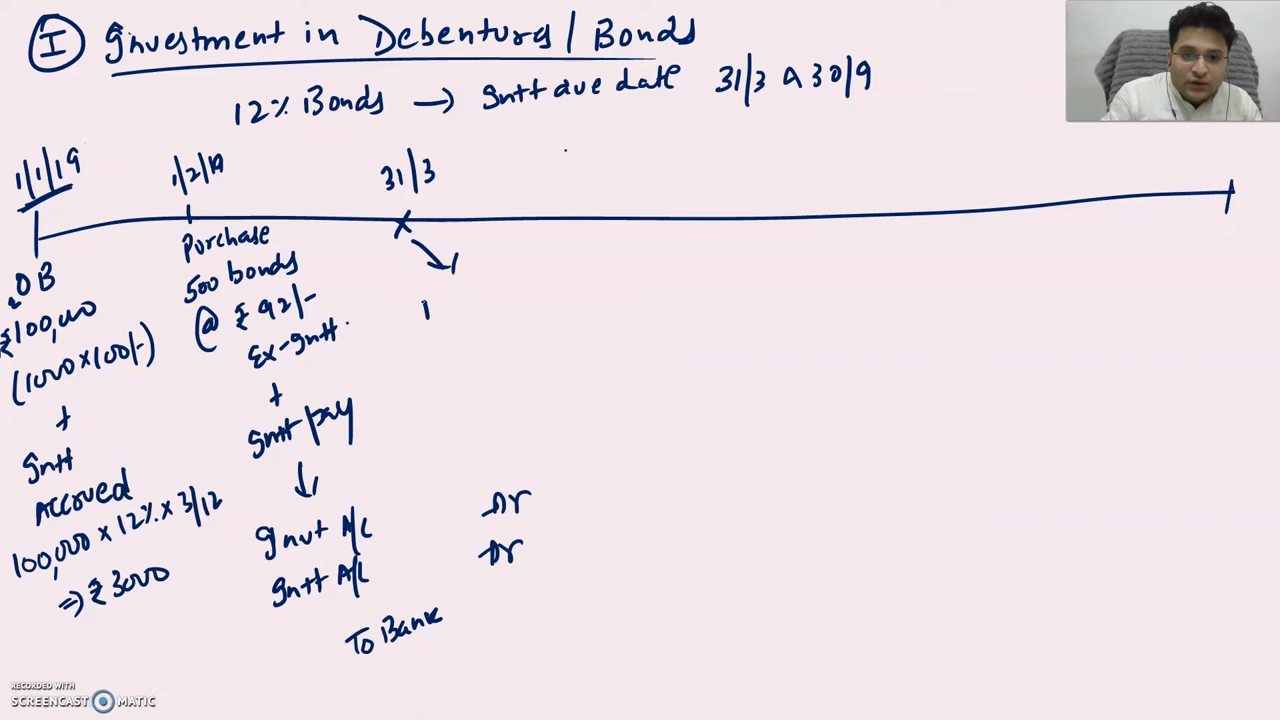 I Investment in Debentures / Bonds
12% Bonds → Intt due date 31/3 & 30/9
1/1/19
1/2/19
31/3
OB
₹100,000
(1000 × 100/-)
+
Intt
Accrued
100,000 × 12% × 3/12
⇒ ₹3000
Purchase
500 bonds
@ ₹92/-
Ex-Intt
+
Intt pay
Invt A/c Dr
Intt A/c Dr
To Bank
RECORDED WITH
SCREENCAST MATIC